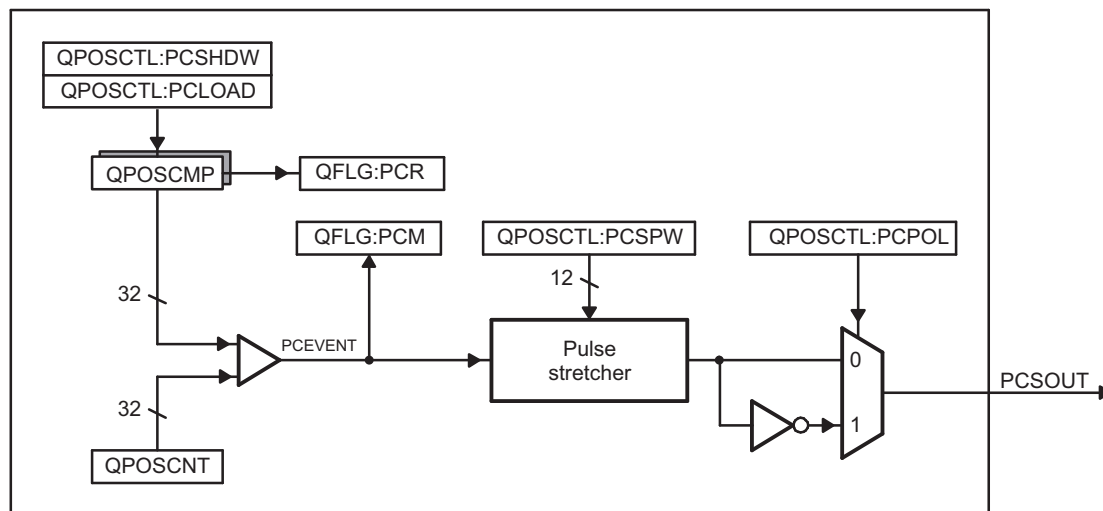 QPOSCTL:PCSHDW
QPOSCTL:PCLOAD
QPOSCMP
QFLG:PCR
QFLG:PCM
QPOSCTL:PCSPW
QPOSCTL:PCPOL
12
32
PCEVENT
Pulse
stretcher
0
PCSOUT
32
1
QPOSCNT